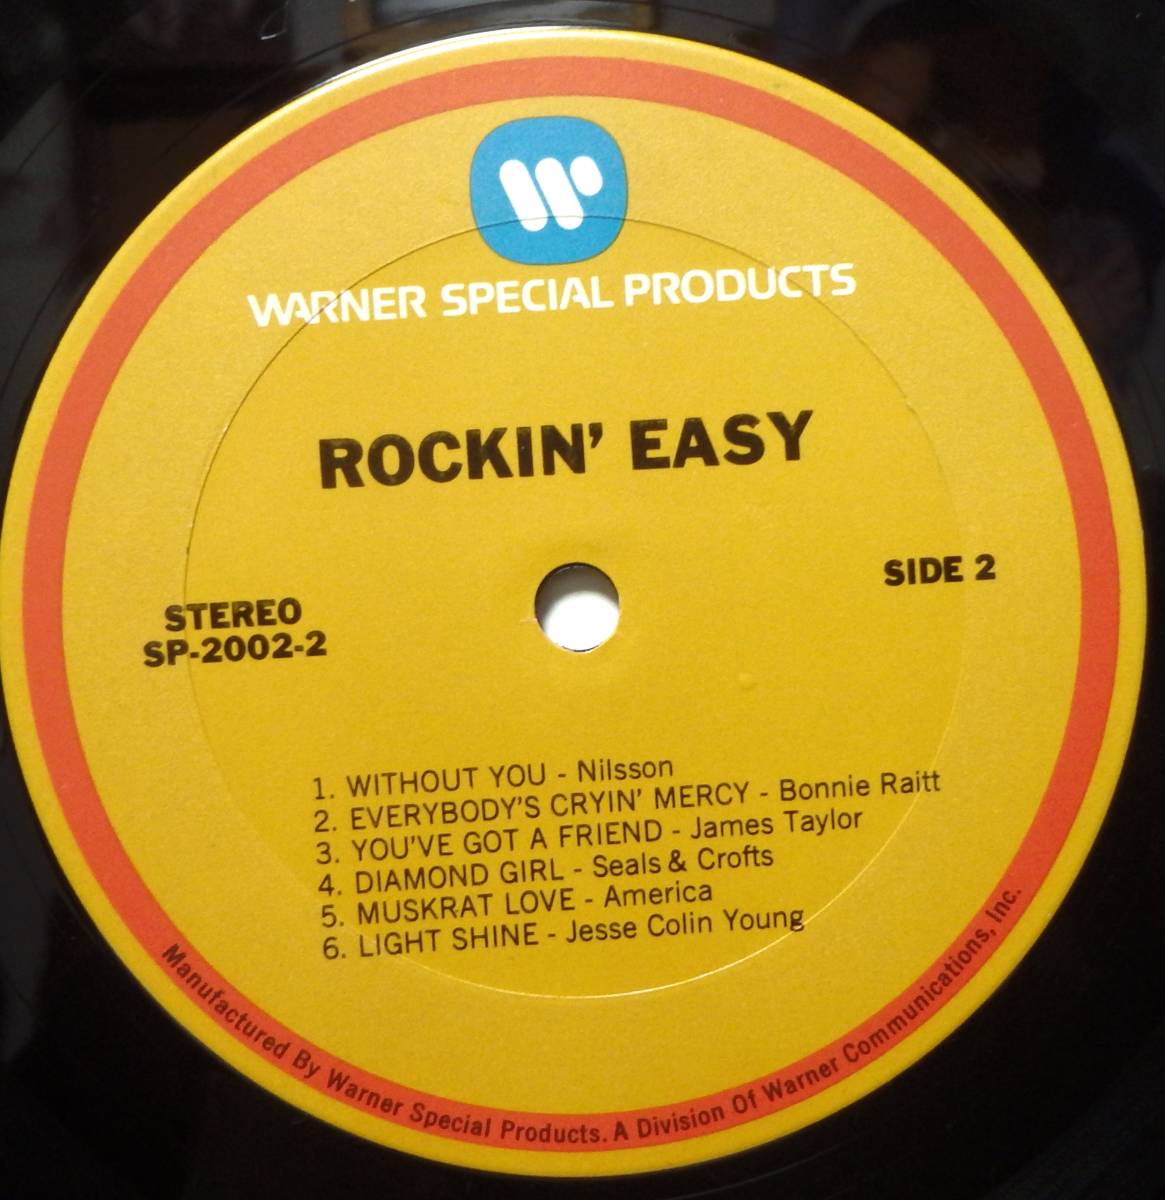 WARNER SPECIAL PRODUCTS
ROCKIN' EASY
SIDE 2
STEREO
SP-2002-2
1. WITHOUT YOU - Nilsson
2. EVERYBODY'S CRYIN' MERCY - Bonnie Raitt
3. YOU'VE GOT A FRIEND - James Taylor
4. DIAMOND GIRL - Seals & Crofts
5. MUSKRAT LOVE - America
6. LIGHT SHINE - Jesse Colin Young
Manufactured By Warner Special Products. A Division Of Warner Communications, Inc.